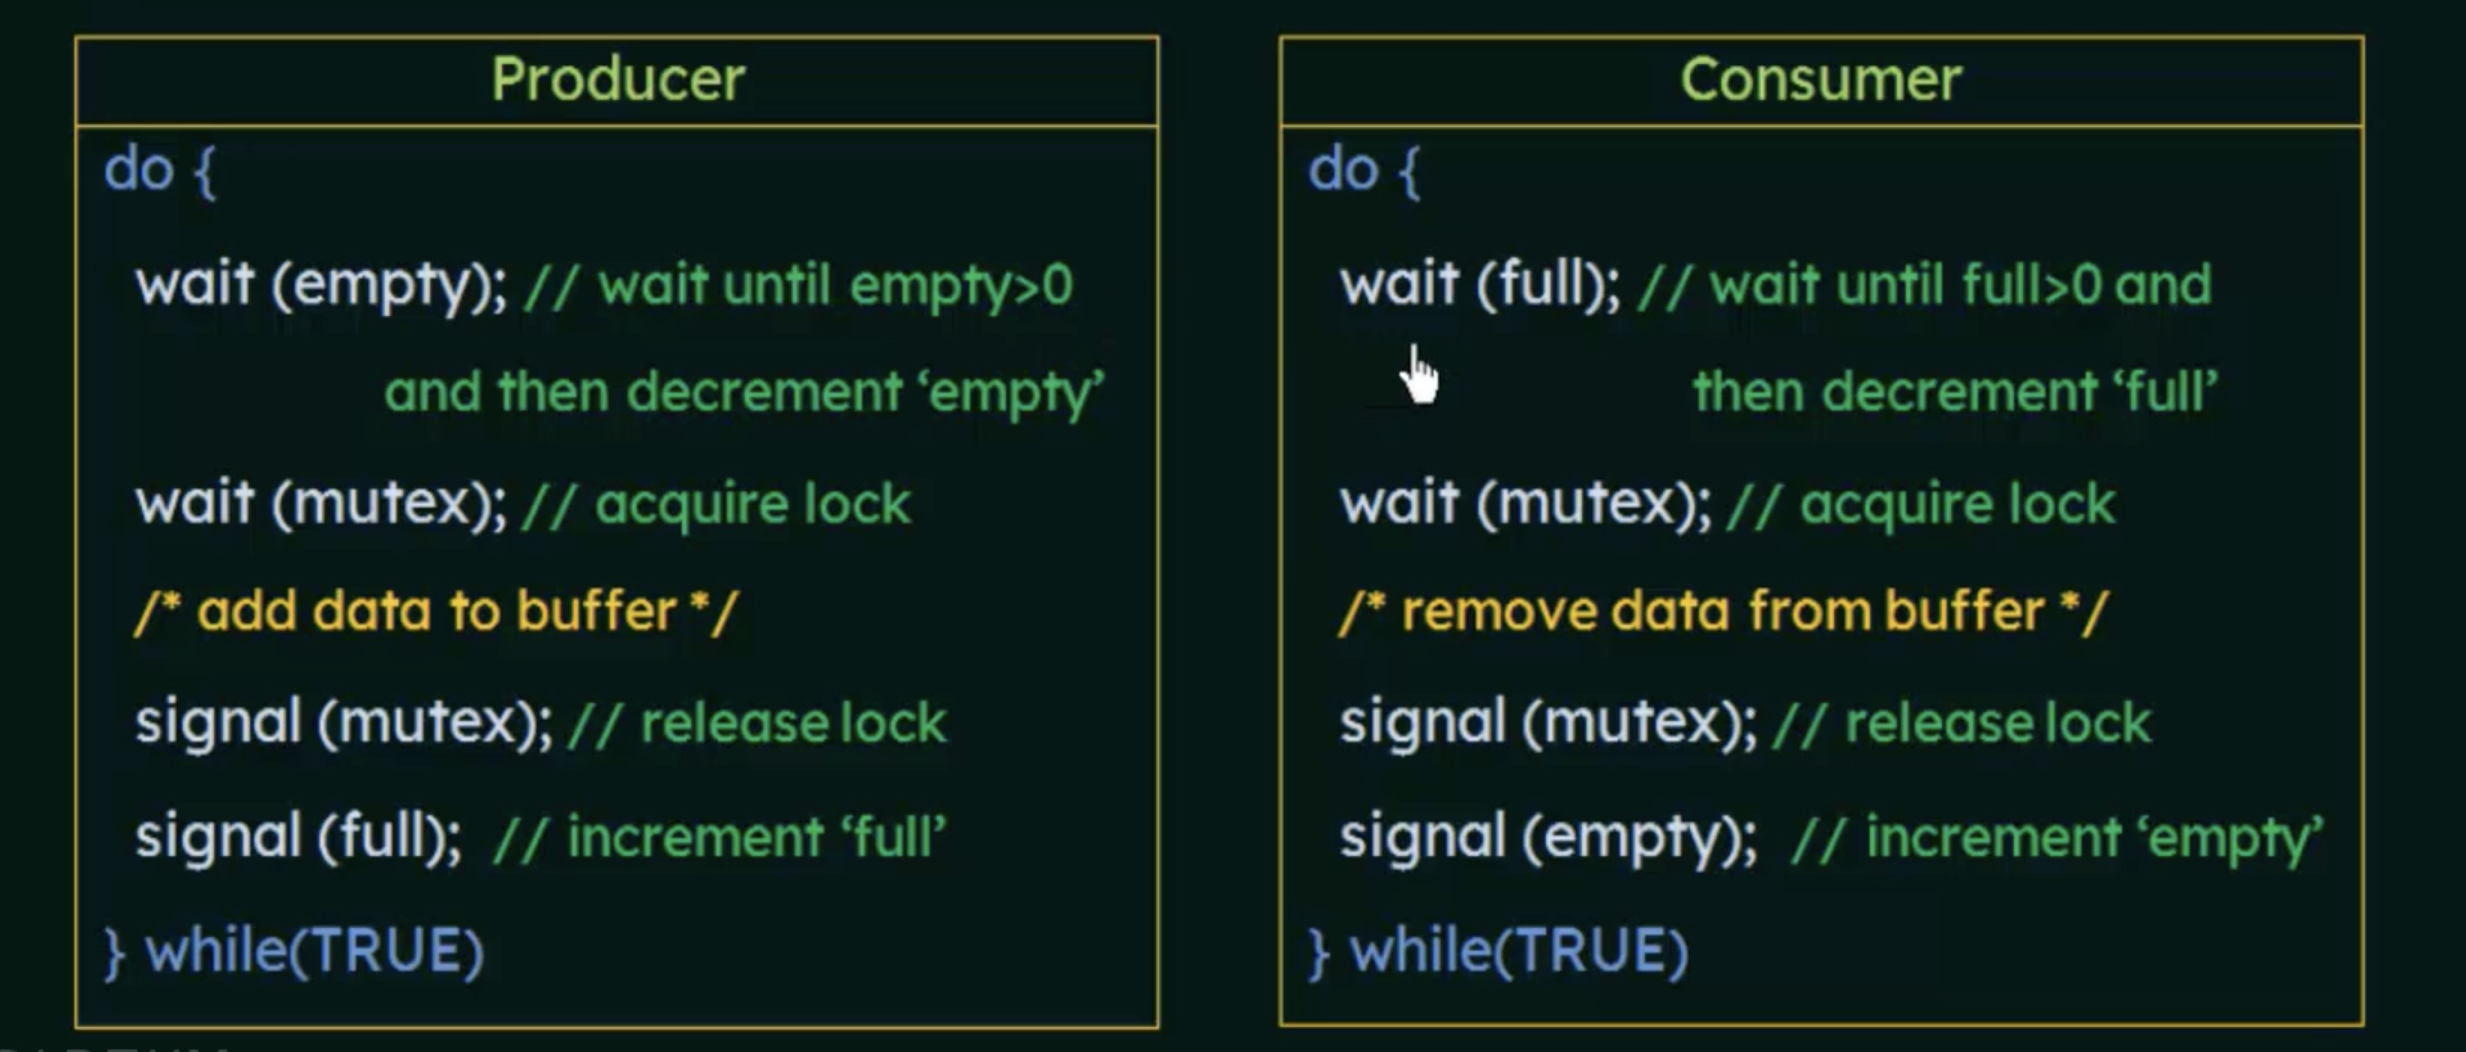 Producer
do {
wait (empty); // wait until empty>0
and then decrement ‘empty’
wait (mutex); // acquire lock
/* add data to buffer */
signal (mutex); // release lock
signal (full); // increment ‘full’
} while(TRUE)
Consumer
do {
wait (full); // wait until full>0 and
then decrement ‘full’
wait (mutex); // acquire lock
/* remove data from buffer */
signal (mutex); // release lock
signal (empty); // increment ‘empty’
} while(TRUE)